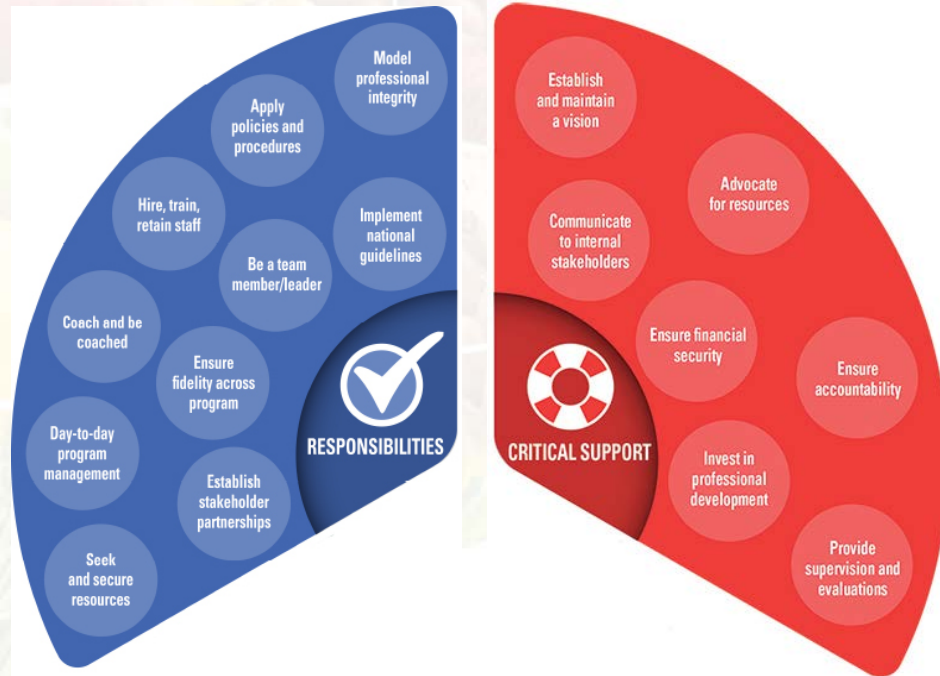 Model
professional
integrity
Apply
policies and
procedures
Hire, train,
retain staff
Implement
national
guidelines
Be a team
member/leader
Coach and be
coached
Ensure
fidelity across
program
Day-to-day
program
management
Establish
stakeholder
partnerships
Seek
and secure
resources
RESPONSIBILITIES
Establish
and maintain
a vision
Advocate
for resources
Communicate
to internal
stakeholders
Ensure financial
security
Ensure
accountability
Invest in
professional
development
Provide
supervision and
evaluations
CRITICAL SUPPORT